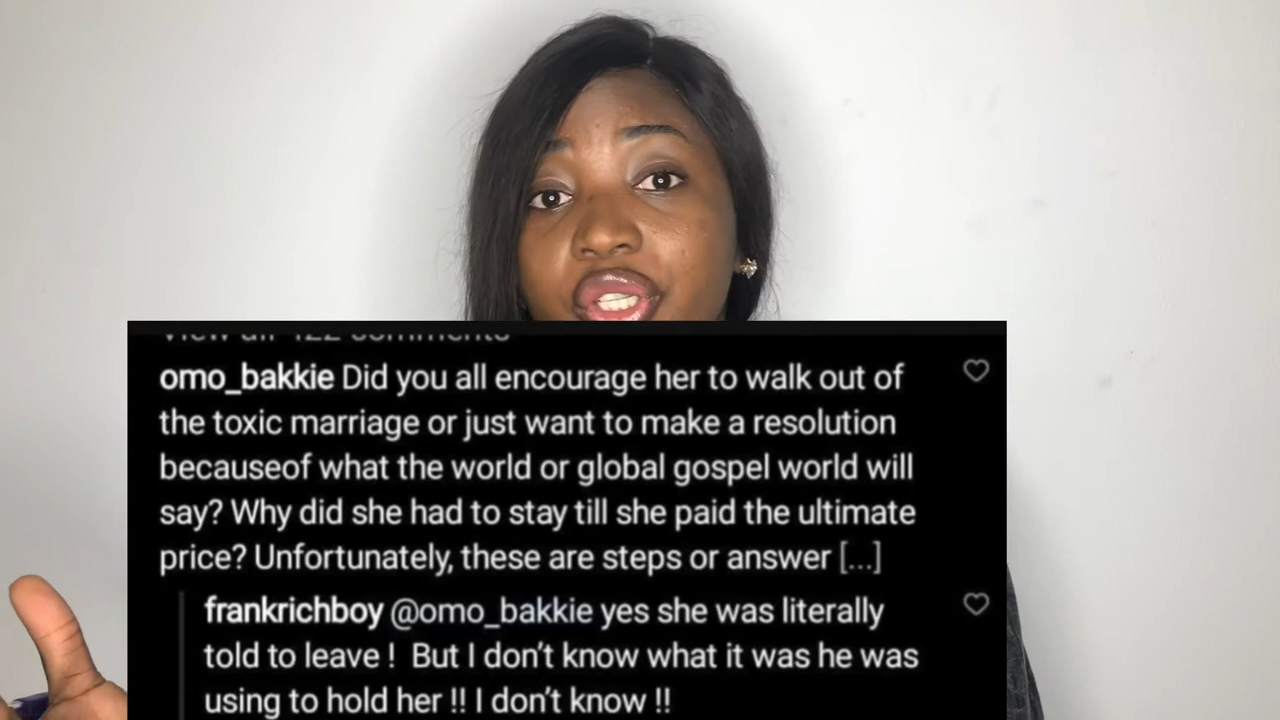 omo_bakkie Did you all encourage her to walk out of
the toxic marriage or just want to make a resolution
becauseof what the world or global gospel world will
say? Why did she had to stay till she paid the ultimate
price? Unfortunately, these are steps or answer [...]
frankrichboy @omo_bakkie yes she was literally
told to leave ! But I don't know what it was he was
using to hold her !! I don't know !!